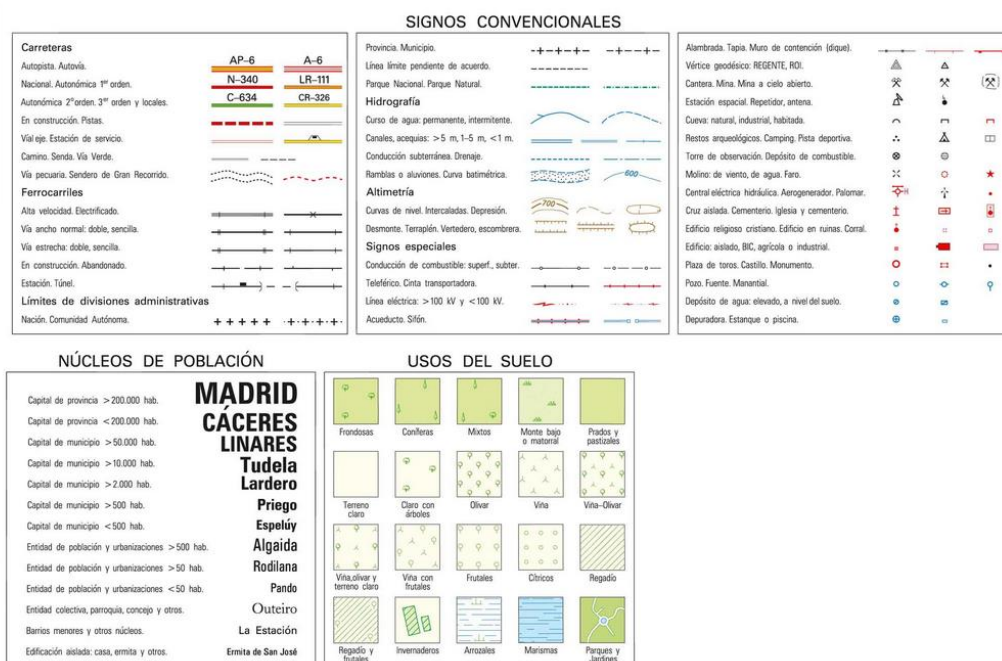 SIGNOS CONVENCIONALES
Carreteras
Autopista. Autovía.
AP-6
A-6
Nacional. Autonómica 1er orden.
N-340
LR-111
Autonómica 2º orden. 3er orden y locales.
C-634
CR-326
En construcción. Pistas.
Vial eje. Estación de servicio.
Camino. Senda. Vía Verde.
Vía pecuaria. Sendero de Gran Recorrido.
Ferrocarriles
Alta velocidad. Electrificado.
Vía ancho normal: doble, sencilla.
Vía estrecha: doble, sencilla.
En construcción. Abandonado.
Estación. Túnel.
Límites de divisiones administrativas
Nación. Comunidad Autónoma.
Provincia. Municipio.
Línea límite pendiente de acuerdo.
Parque Nacional. Parque Natural.
Hidrografía
Curso de agua: permanente, intermitente.
Canales, acequias: >5 m, 1-5 m, <1 m.
Conducción subterránea. Drenaje.
Ramblas o aluviones. Curva batimétrica.
600
Altimetría
Curvas de nivel. Intercaladas. Depresión.
700
Desmonte. Terraplén. Vertedero, escombrera.
Signos especiales
Conducción de combustible: superf., subter.
Teleférico. Cinta transportadora.
Línea eléctrica: >100 kV y <100 kV.
Acueducto. Sifón.
Alambrada. Tapia. Muro de contención (dique).
Vértice geodésico: REGENTE, ROI.
Cantera. Mina. Mina a cielo abierto.
Estación espacial. Repetidor, antena.
Cueva: natural, industrial, habitada.
Restos arqueológicos. Camping. Pista deportiva.
Torre de observación. Depósito de combustible.
Molino: de viento, de agua. Faro.
Central eléctrica hidráulica. Aerogenerador. Palomar.
H
Cruz aislada. Cementerio. Iglesia y cementerio.
Edificio religioso cristiano. Edificio en ruinas. Corral.
Edificio: aislado, BIC, agrícola o industrial.
Plaza de toros. Castillo. Monumento.
Pozo. Fuente. Manantial.
Depósito de agua: elevado, a nivel del suelo.
Depuradora. Estanque o piscina.
NÚCLEOS DE POBLACIÓN
Capital de provincia >200.000 hab.
MADRID
Capital de provincia <200.000 hab.
CÁCERES
Capital de municipio >50.000 hab.
LINARES
Capital de municipio >10.000 hab.
Tudela
Capital de municipio >2.000 hab.
Lardero
Capital de municipio >500 hab.
Priego
Capital de municipio <500 hab.
Espelúy
Entidad de población y urbanizaciones >500 hab.
Algaida
Entidad de población y urbanizaciones >50 hab.
Rodilana
Entidad de población y urbanizaciones <50 hab.
Pando
Entidad colectiva, parroquia, concejo y otros.
Outeiro
Barrios menores y otros núcleos.
La Estación
Edificación aislada: casa, ermita y otros.
Ermita de San José
USOS DEL SUELO
Frondosas
Coníferas
Mixtos
Monte bajo
o matorral
Prados y
pastizales
Terreno
claro
Claro con
árboles
Olivar
Viña
Viña-Olivar
Viña, olivar y
terreno claro
Viña con
frutales
Frutales
Cítricos
Regadío
Regadío y
frutales
Invernaderos
Arrozales
Marismas
Parques y
Jardines